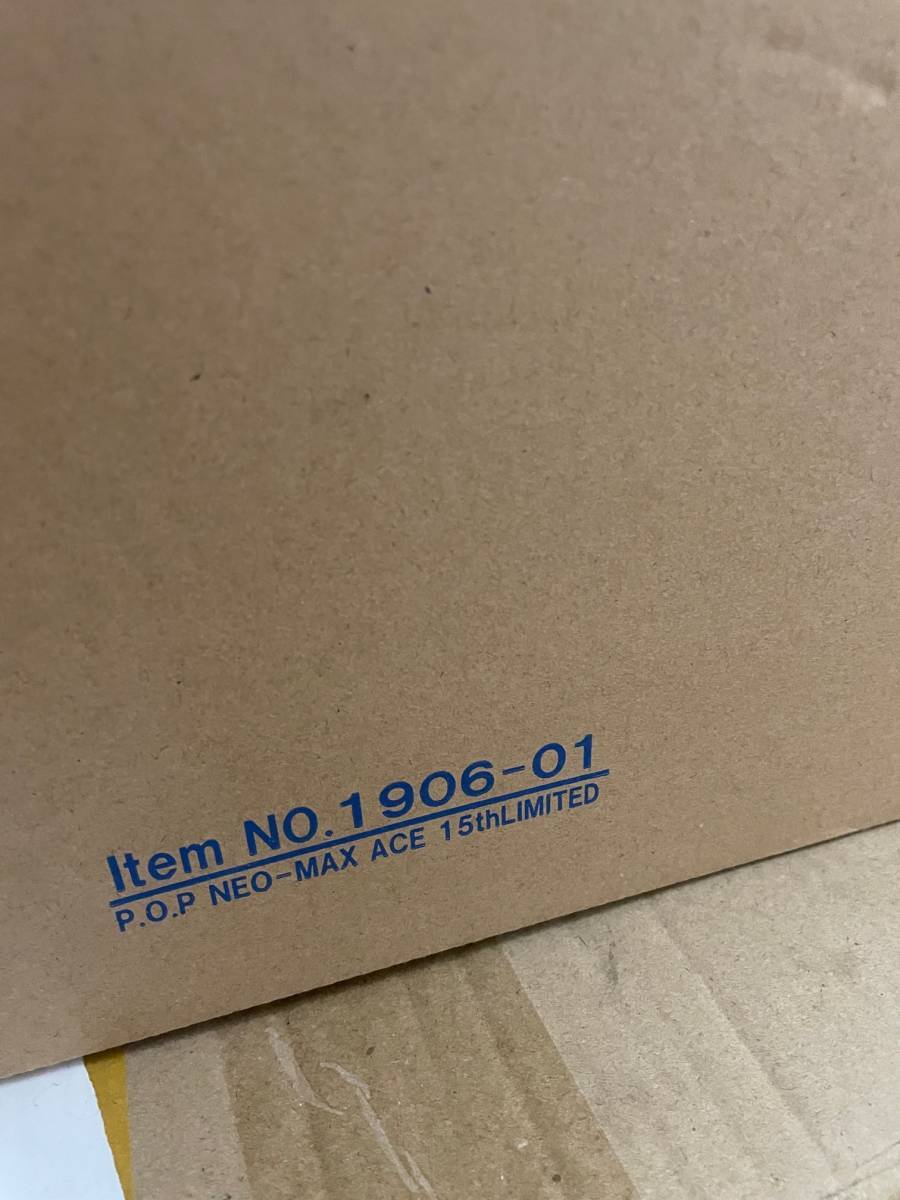 Item NO.1906-01
P.O.P NEO-MAX ACE 15thLIMITED